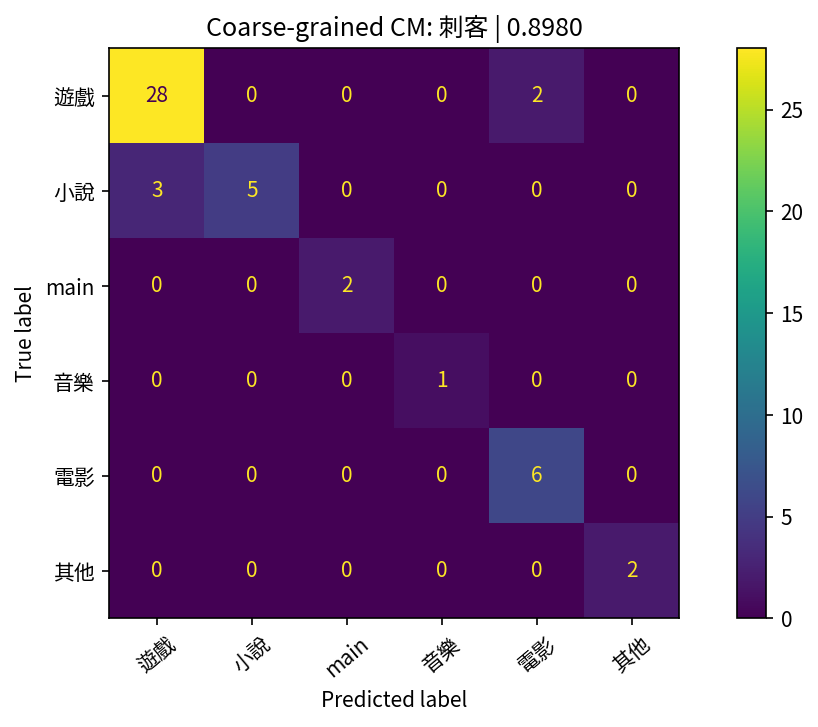 Coarse-grained CM: 刺客 | 0.8980
True label
遊戲 28 0 0 0 2 0
小說 3 5 0 0 0 0
main 0 0 2 0 0 0
音樂 0 0 0 1 0 0
電影 0 0 0 0 6 0
其他 0 0 0 0 0 2
遊戲 小說 main 音樂 電影 其他
Predicted label
25
20
15
10
5
0